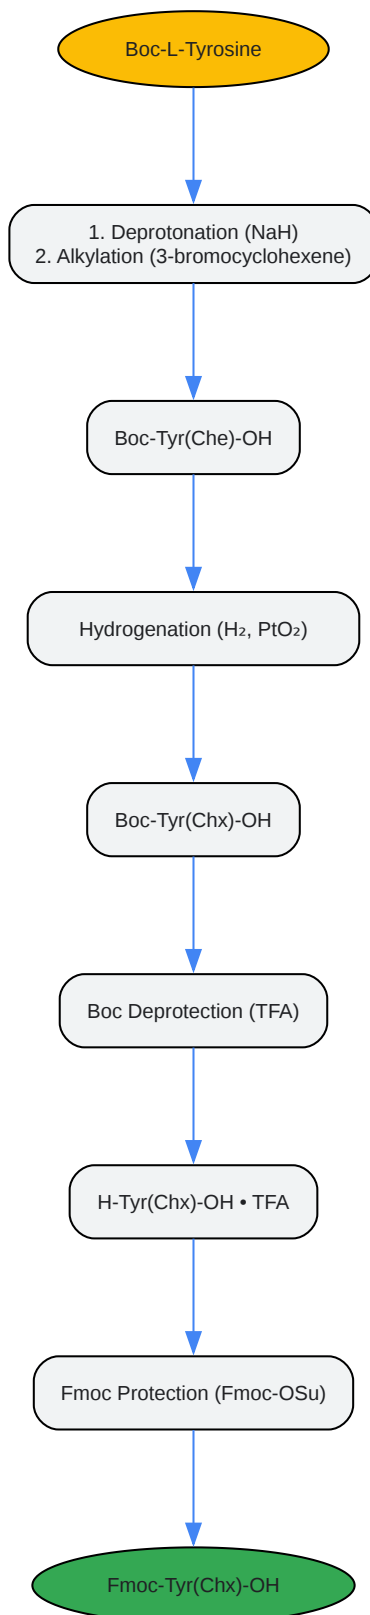 Boc-L-Tyrosine
1. Deprotonation (NaH)
2. Alkylation (3-bromocyclohexene)
Boc-Tyr(Che)-OH
Hydrogenation (H₂, PtO₂)
Boc-Tyr(Chx)-OH
Boc Deprotection (TFA)
H-Tyr(Chx)-OH • TFA
Fmoc Protection (Fmoc-OSu)
Fmoc-Tyr(Chx)-OH